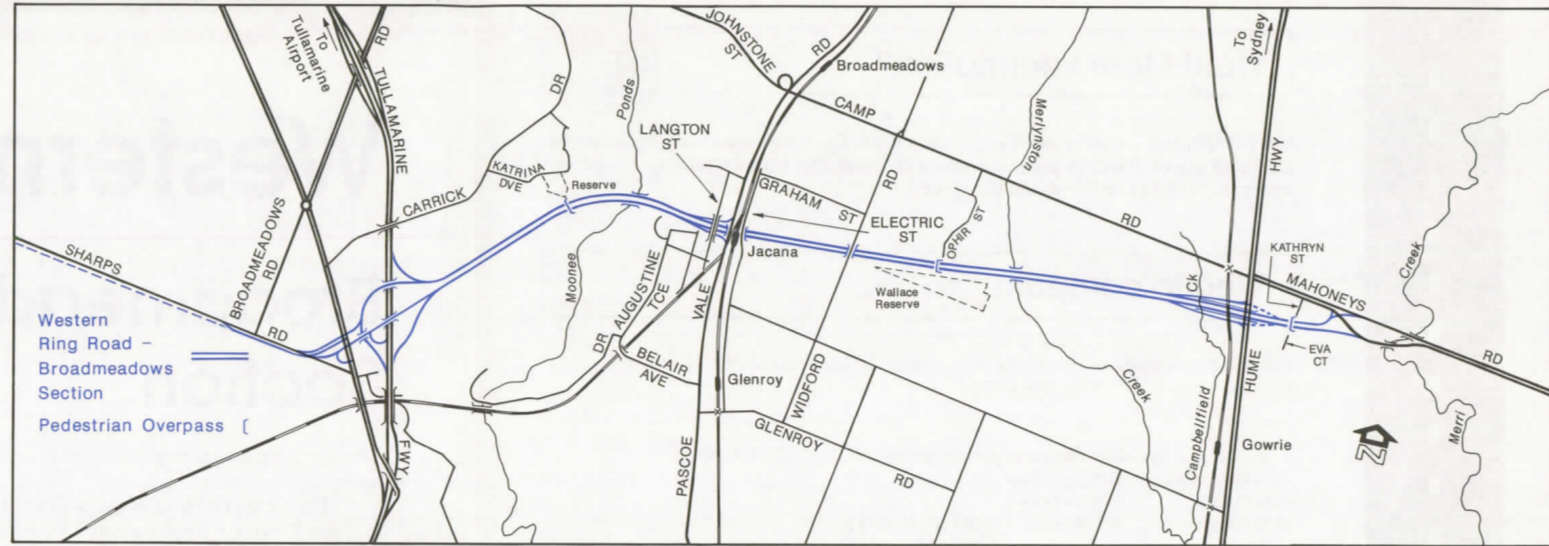 To
Tullamarine
Airport
RD
TULLAMARINE
DR
CARRICK
KATRINA
DVE
Reserve
Ponds
Moonee
LANGTON
ST
JOHNSTONE
ST
RD
Broadmeadows
CAMP
RD
GRAHAM
ST
ELECTRIC
ST
Jacana
RD
OPHIR ST
Wallace
Reserve
Merlynston
Creek
To
Sydney
HWY
HUME
KATHRYN
ST
MAHONEYS
RD
Creek
Merri
EVA
CT
Ck
Campbellfield
Gowrie
SHARPS
RD
BROADMEADOWS
RD
Western
Ring Road –
Broadmeadows
Section
Pedestrian Overpass [
FWY
AUGUSTINE
TCE
DR
BELAIR
AVE
VALE
PASCOE
Glenroy
GLENROY
RD
WIDFORD
N